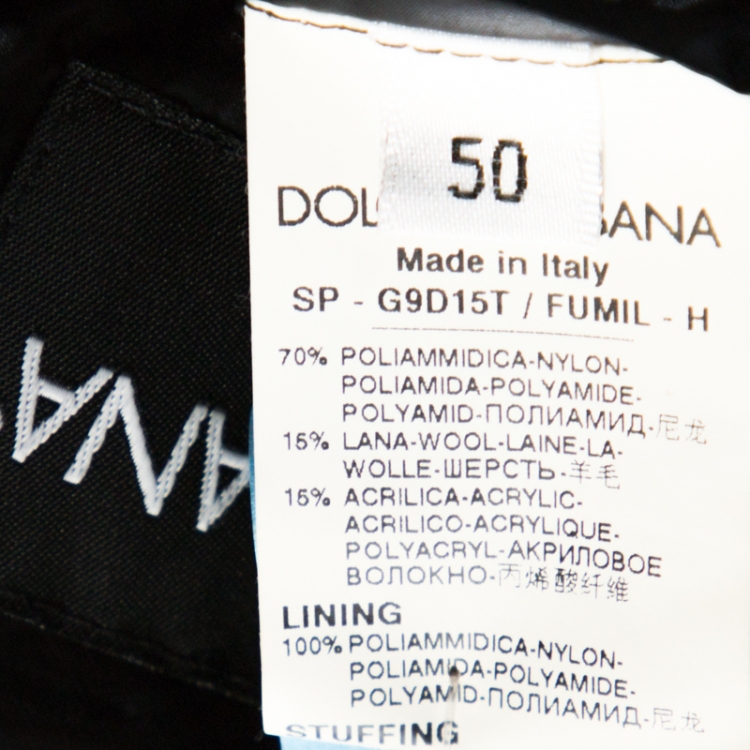 50
DOL BANA
Made in Italy
SP - G9D15T / FUMIL - H
70% POLIAMMIDICA-NYLON-
POLIAMIDA-POLYAMIDE-
POLYAMID-ПОЛИАМИД-尼龙
15% LANA-WOOL-LAINE-LA-
WOLLE-ШЕРСТЬ-羊毛
15% ACRILICA-ACRYLIC-
ACRILICO-ACRYLIQUE-
POLYACRYL-АКРИЛОВОЕ
ВОЛОКНО-丙烯酸纤维
LINING
100% POLIAMMIDICA-NYLON-
POLIAMIDA-POLYAMIDE-
POLYAMID-ПОЛИАМИД-尼龙
STUFFING
ANA